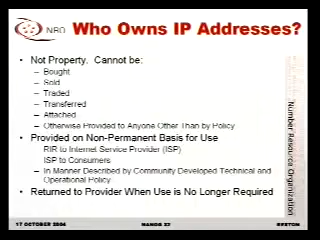 NRO
Who Owns IP Addresses?
• Not Property. Cannot be:
– Bought
– Sold
– Traded
– Transferred
– Attached
– Otherwise Provided to Anyone Other Than by Policy
• Provided on Non-Permanent Basis for Use
– RIR to Internet Service Provider (ISP)
– ISP to Consumers
– In Manner Described by Community Developed Technical and
Operational Policy
• Returned to Provider When Use is No Longer Required
Number Resource Organization
17 OCTOBER 2004
NANOG 32
RESTON